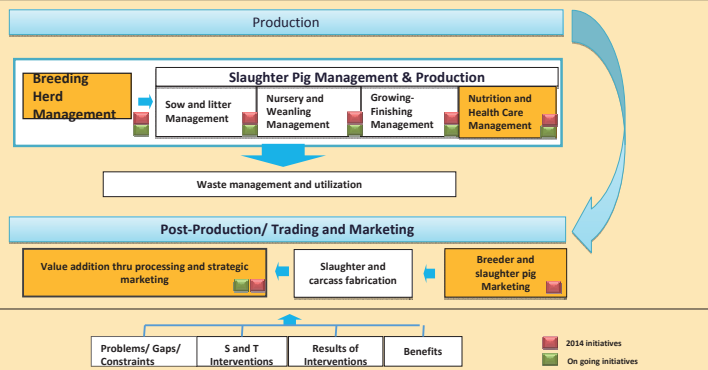 Production
Breeding
Herd
Management
Slaughter Pig Management & Production
Sow and litter
Management
Nursery and
Weanling
Management
Growing-
Finishing
Management
Nutrition and
Health Care
Management
Waste management and utilization
Post-Production/ Trading and Marketing
Value addition thru processing and strategic
marketing
Slaughter and
carcass fabrication
Breeder and
slaughter pig
Marketing
Problems/ Gaps/
Constraints
S and T
Interventions
Results of
Interventions
Benefits
2014 initiatives
On going initiatives